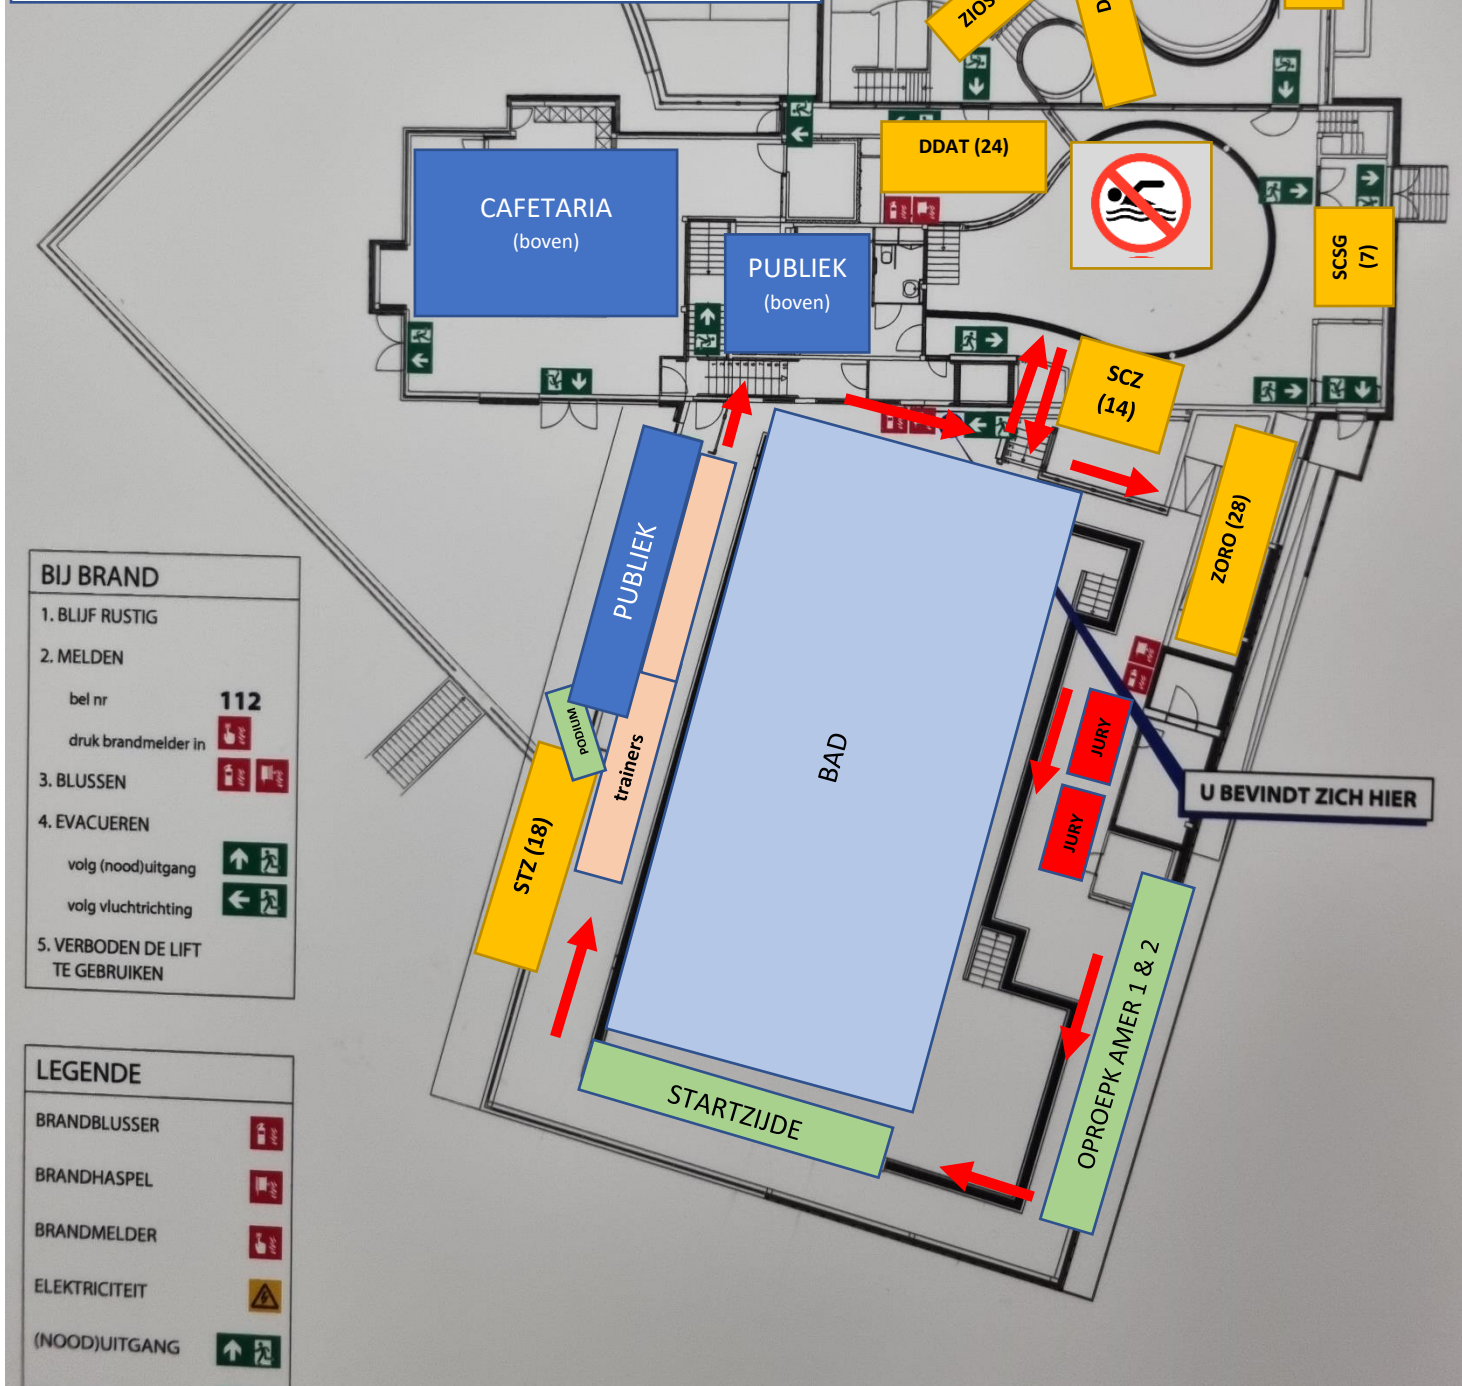 ZIOS
D
DDAT (24)
CAFETARIA
(boven)
PUBLIEK
(boven)
SCSG
(7)
SCZ
(14)
ZORO (28)
PUBLIEK
PODIUM
trainers
STZ (18)
BAD
JURY
JURY
U BEVINDT ZICH HIER
OPROEPK AMER 1 & 2
STARTZIJDE
BIJ BRAND
1. BLIJF RUSTIG
2. MELDEN
bel nr 112
druk brandmelder in
3. BLUSSEN
4. EVACUEREN
volg (nood)uitgang
volg vluchtrichting
5. VERBODEN DE LIFT
TE GEBRUIKEN
LEGENDE
BRANDBLUSSER
BRANDHASPEL
BRANDMELDER
ELEKTRICITEIT
(NOOD)UITGANG